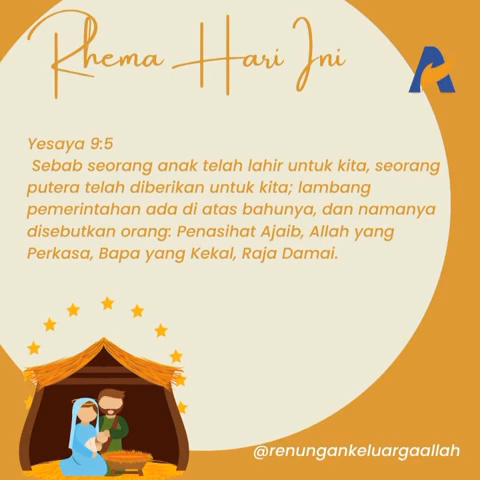 Rhema Hari Ini
Yesaya 9:5
Sebab seorang anak telah lahir untuk kita, seorang
putera telah diberikan untuk kita; lambang
pemerintahan ada di atas bahunya, dan namanya
disebutkan orang: Penasihat Ajaib, Allah yang
Perkasa, Bapa yang Kekal, Raja Damai.
@renungankeluargaallah